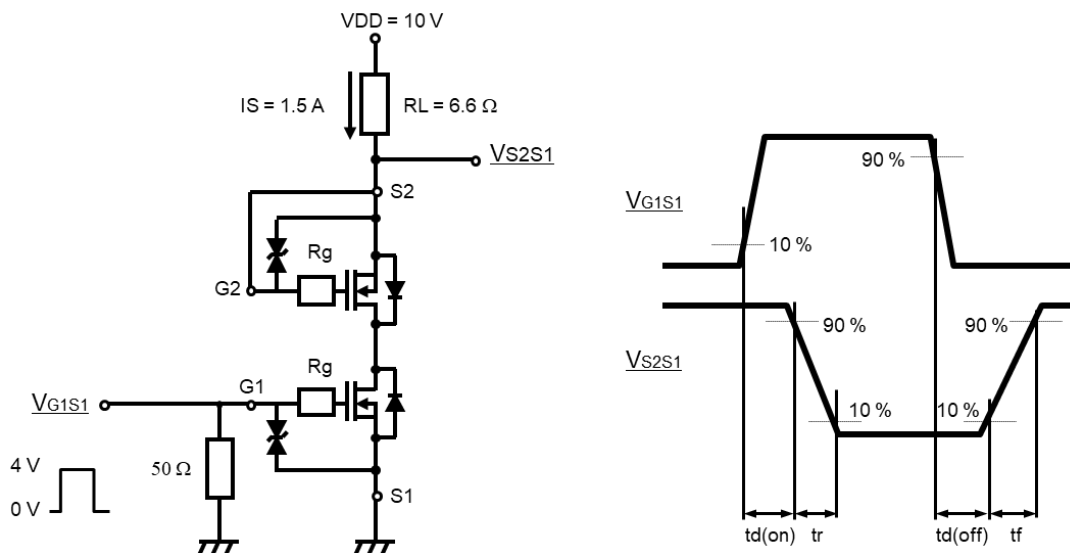 VDD = 10 V
IS = 1.5 A
RL = 6.6 Ω
VS2S1
S2
Rg
G2
Rg
G1
VG1S1
4 V
0 V
50 Ω
S1
VG1S1
90 %
10 %
VS2S1
90 %
90 %
10 %
10 %
td(on)
tr
td(off)
tf